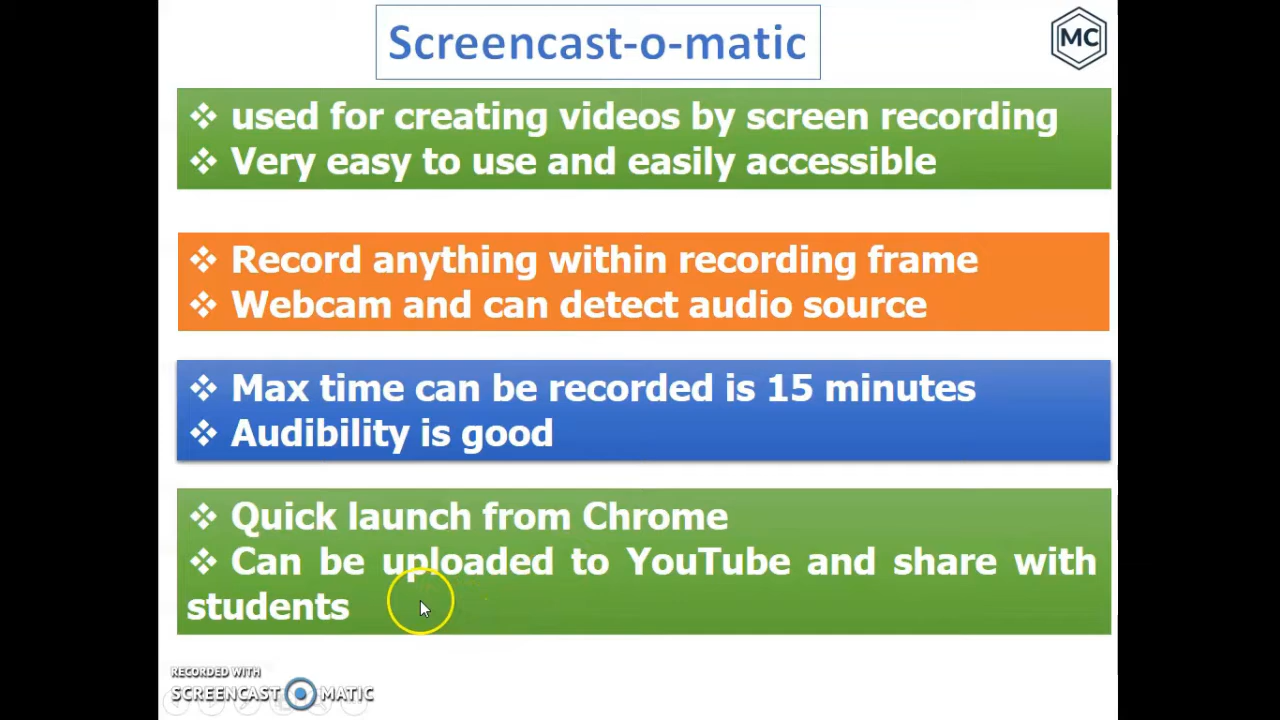 Screencast-o-matic
MC
❖ used for creating videos by screen recording
❖ Very easy to use and easily accessible
❖ Record anything within recording frame
❖ Webcam and can detect audio source
❖ Max time can be recorded is 15 minutes
❖ Audibility is good
❖ Quick launch from Chrome
❖ Can be uploaded to YouTube and share with
students
RECORDED WITH
SCREENCAST MATIC